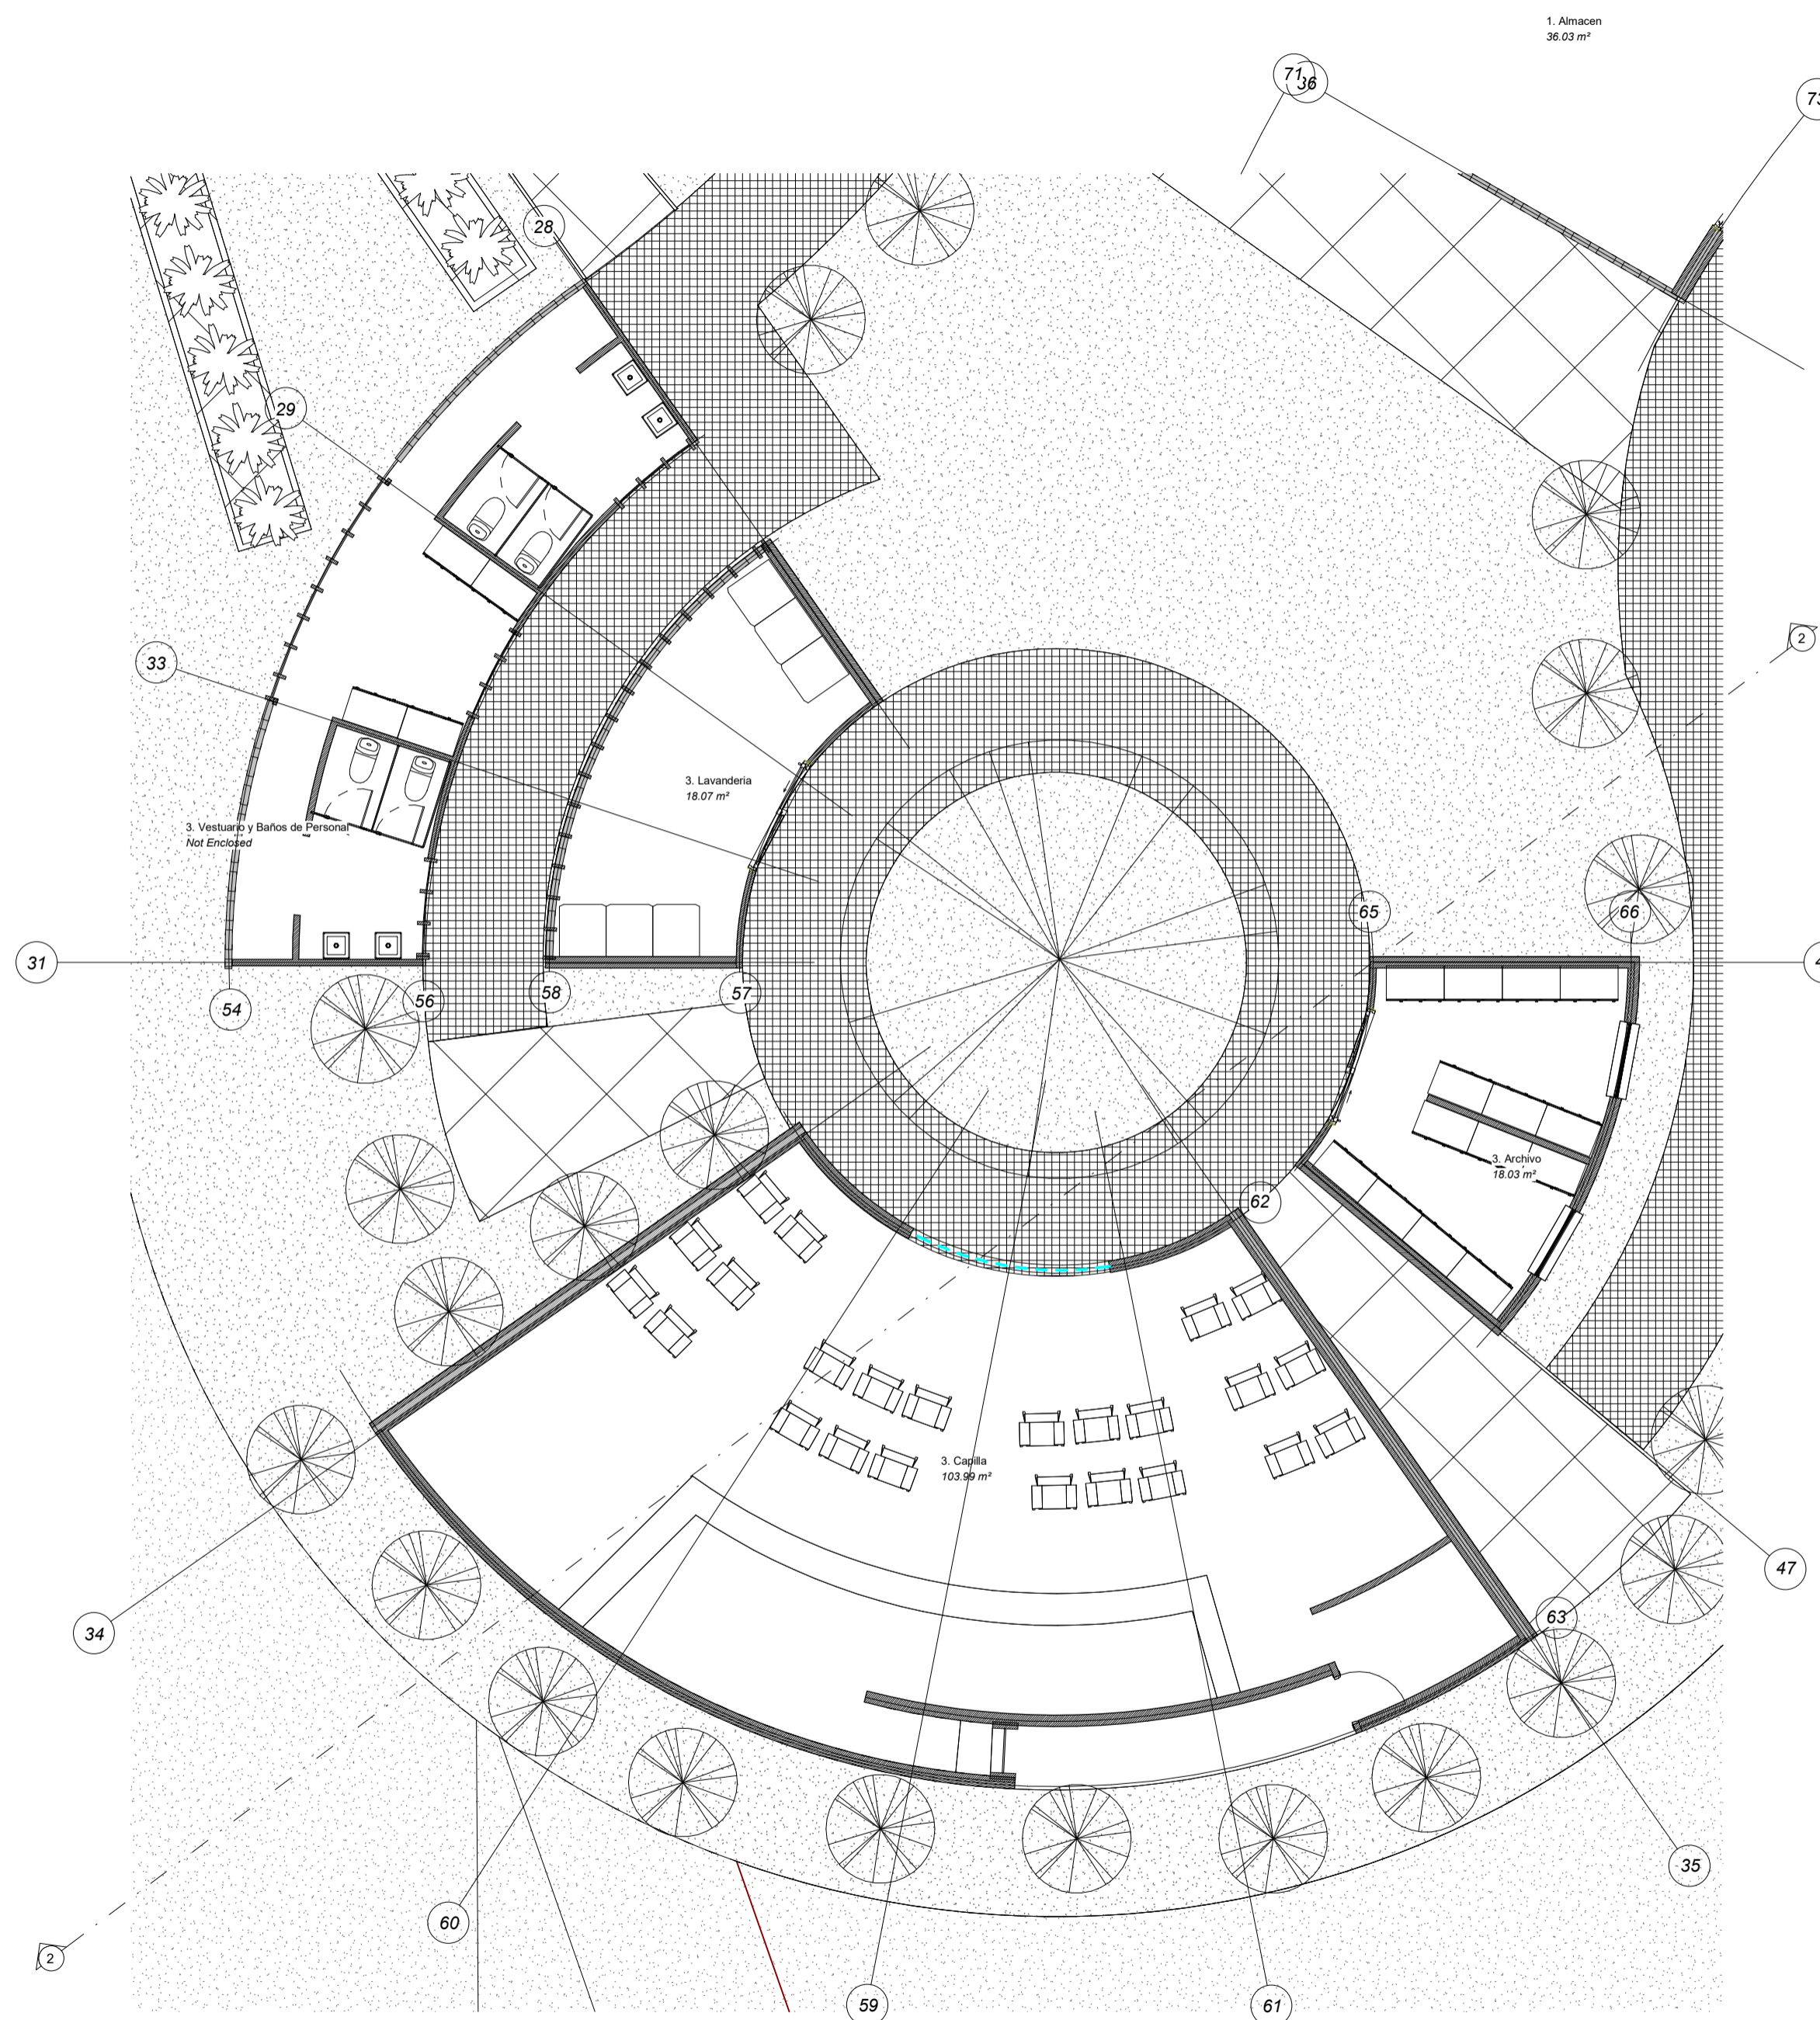 1. Almacen
36.03 m²
71
36
73
28
29
2
33
3. Lavanderia
18.07 m²
3. Vestuario y Baños de Personal
Not Enclosed
65
66
31
54
56
58
57
3. Archivo
18.03 m²
62
3. Capilla
103.99 m²
47
63
34
35
60
2
59
61